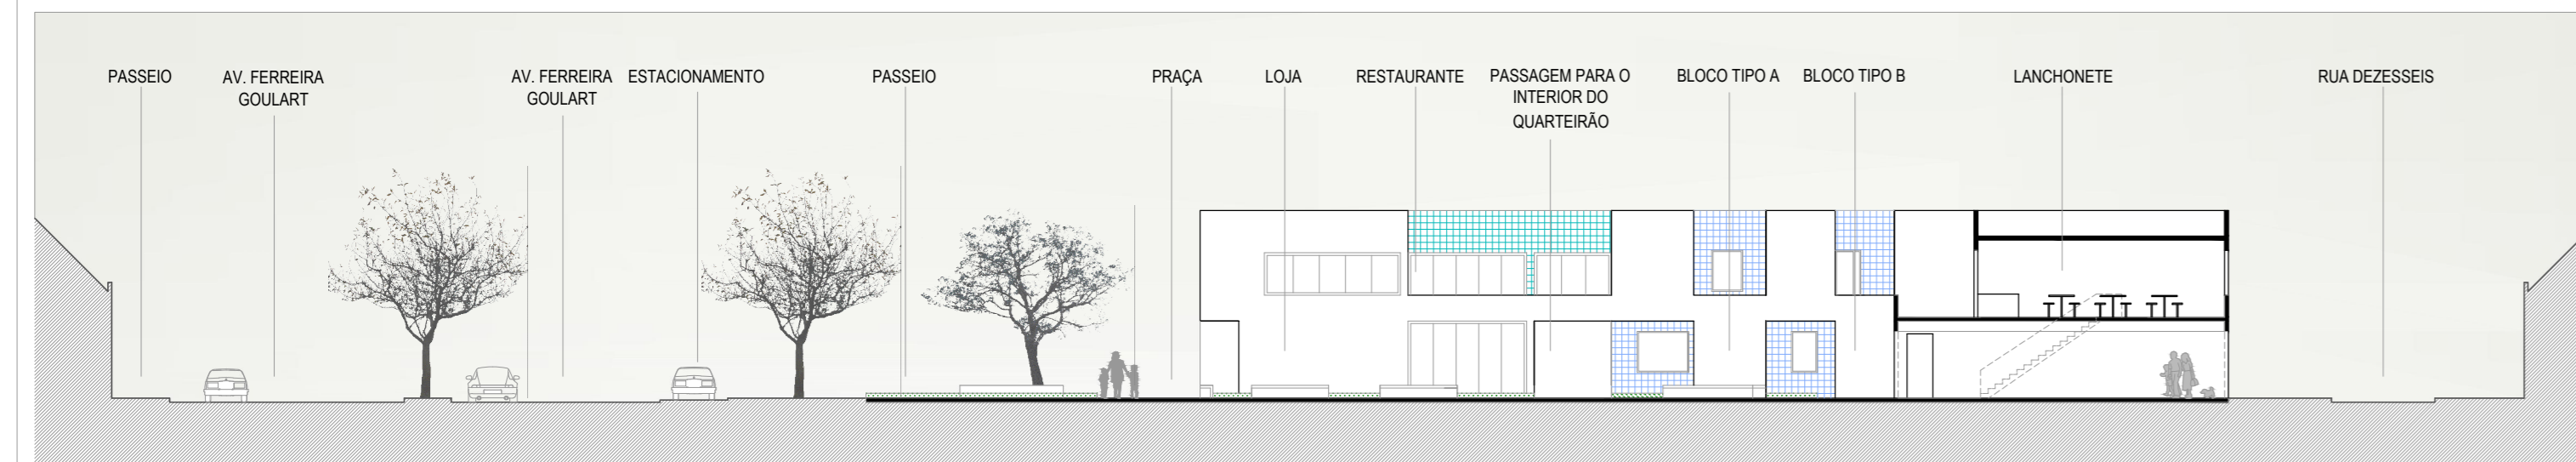 PASSEIO
AV. FERREIRA
GOULART
AV. FERREIRA
GOULART
ESTACIONAMENTO
PASSEIO
PRAÇA
LOJA
RESTAURANTE
PASSAGEM PARA O
INTERIOR DO
QUARTEIRÃO
BLOCO TIPO A
BLOCO TIPO B
LANCHONETE
RUA DEZESSEIS